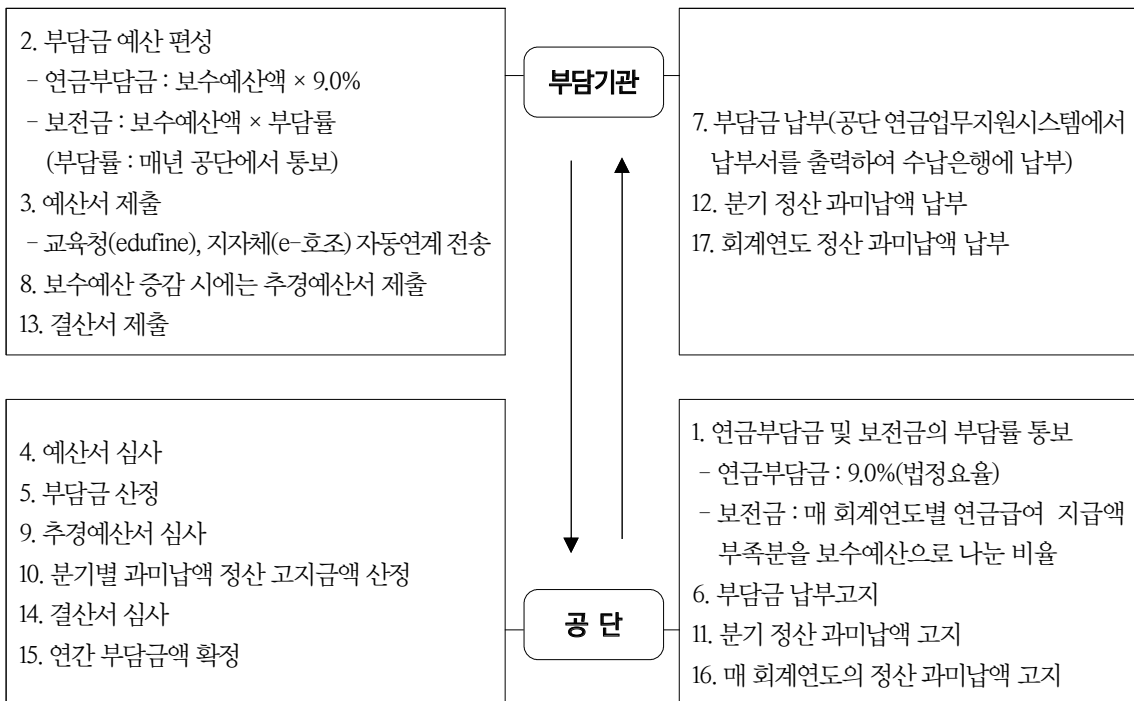 2. 부담금 예산 편성
- 연금부담금 : 보수예산액 × 9.0%
- 보전금 : 보수예산액 × 부담률
(부담률 : 매년 공단에서 통보)
3. 예산서 제출
- 교육청(edufine), 지자체(e-호조) 자동연계 전송
8. 보수예산 증감 시에는 추경예산서 제출
13. 결산서 제출
부담기관
7. 부담금 납부(공단 연금업무지원시스템에서
납부서를 출력하여 수납은행에 납부)
12. 분기 정산 과미납액 납부
17. 회계연도 정산 과미납액 납부
4. 예산서 심사
5. 부담금 산정
9. 추경예산서 심사
10. 분기별 과미납액 정산 고지금액 산정
14. 결산서 심사
15. 연간 부담금액 확정
공 단
1. 연금부담금 및 보전금의 부담률 통보
- 연금부담금 : 9.0%(법정요율)
- 보전금 : 매 회계연도별 연금급여 지급액
부족분을 보수예산으로 나눈 비율
6. 부담금 납부고지
11. 분기 정산 과미납액 고지
16. 매 회계연도의 정산 과미납액 고지